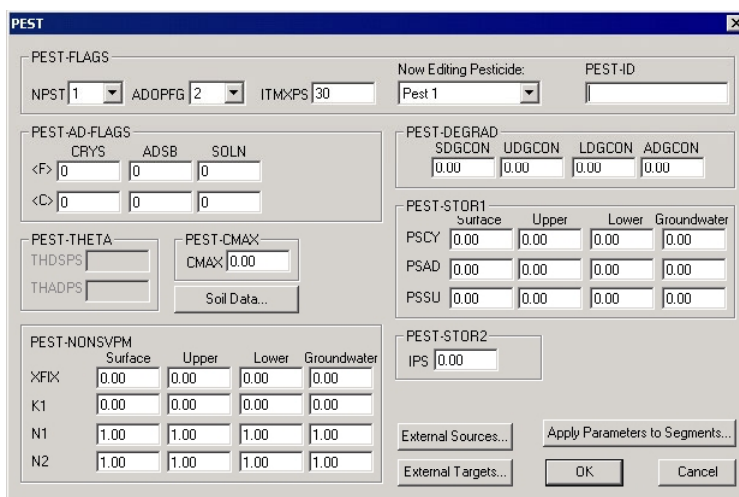 PEST
PEST-FLAGS
NPST 1 ADOPFG 2 ITMXPS 30
Now Editing Pesticide:
Pest 1
PEST-ID
PEST-AD-FLAGS
CRYS ADSB SOLN
<F> 0 0 0
<C> 0 0 0
PEST-DEGRAD
SDGCON UDGCON LDGCON ADGCON
0.00 0.00 0.00 0.00
PEST-THETA
THDSPS
THADPS
PEST-CMAX
CMAX 0.00
Soil Data...
PEST-STOR1
Surface Upper Lower Groundwater
PSCY 0.00 0.00 0.00 0.00
PSAD 0.00 0.00 0.00 0.00
PSSU 0.00 0.00 0.00 0.00
PEST-NONSVPM
Surface Upper Lower Groundwater
XFIX 0.00 0.00 0.00 0.00
K1 0.00 0.00 0.00 0.00
N1 1.00 1.00 1.00 1.00
N2 1.00 1.00 1.00 1.00
PEST-STOR2
IPS 0.00
External Sources... Apply Parameters to Segments...
External Targets... OK Cancel